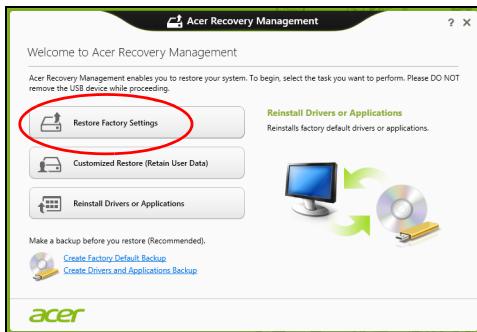 Acer Recovery Management
? ×
Welcome to Acer Recovery Management
Acer Recovery Management enables you to restore your system. To begin, select the task you want to perform. Please DO NOT
remove the USB device while proceeding.
Restore Factory Settings
Customized Restore (Retain User Data)
Reinstall Drivers or Applications
Reinstall Drivers or Applications
Reinstalls factory default drivers or applications.
Make a backup before you restore (Recommended).
Create Factory Default Backup
Create Drivers and Applications Backup
acer